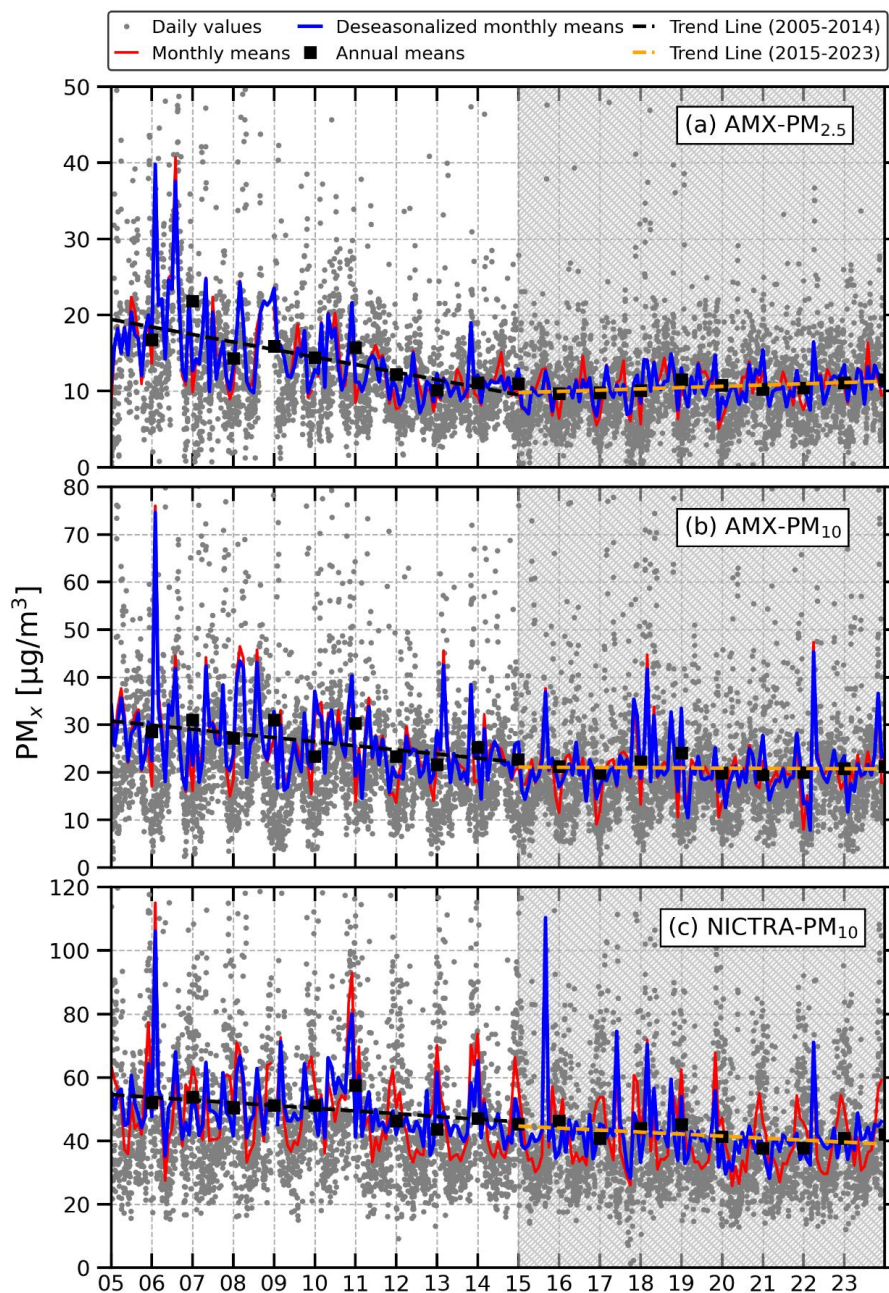 Daily values
Monthly means
Deseasonalized monthly means
Annual means
Trend Line (2005-2014)
Trend Line (2015-2023)
50
40
30
20
10
0
(a) AMX-PM₂.₅
80
70
60
50
40
30
20
10
0
(b) AMX-PM₁₀
PMₓ [μg/m³]
120
100
80
60
40
20
0
(c) NICTRA-PM₁₀
05 06 07 08 09 10 11 12 13 14 15 16 17 18 19 20 21 22 23